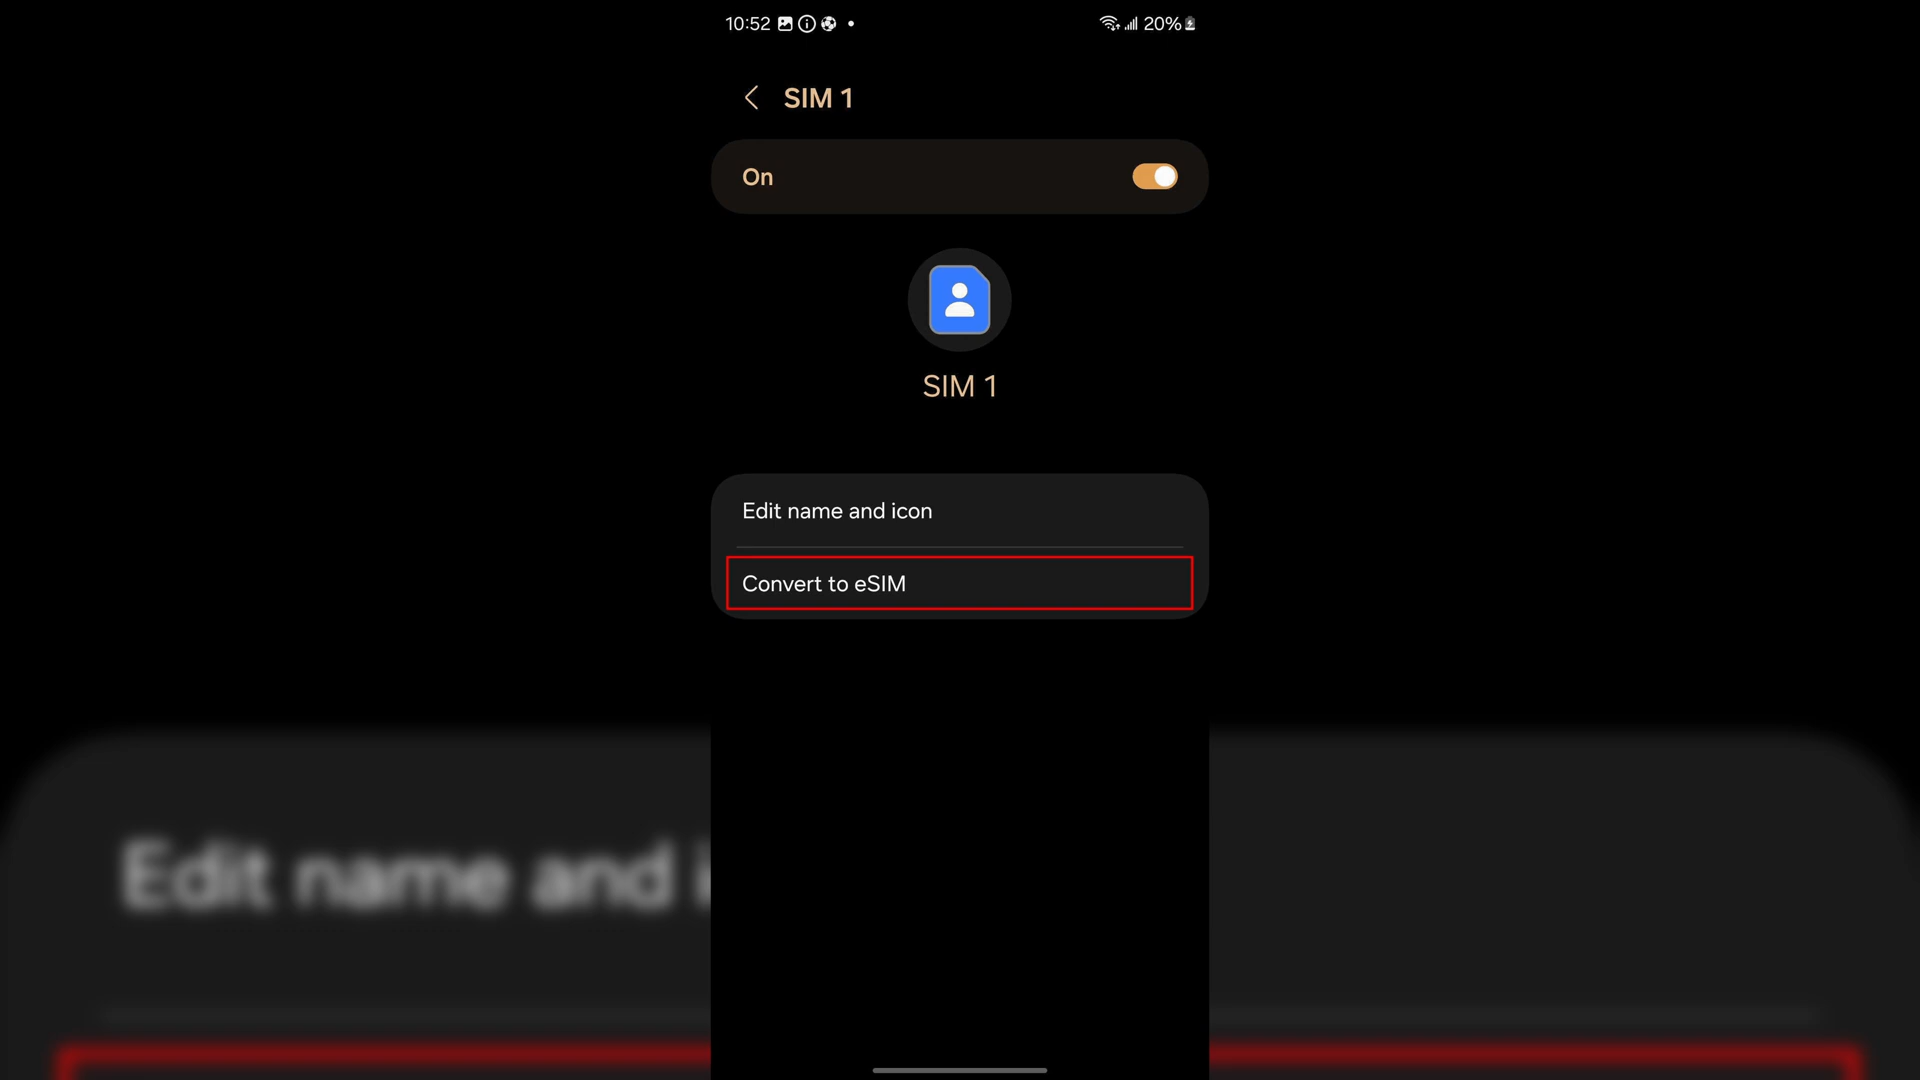 10:52
20%
SIM 1
On
SIM 1
Edit name and icon
Convert to eSIM
Edit name and i